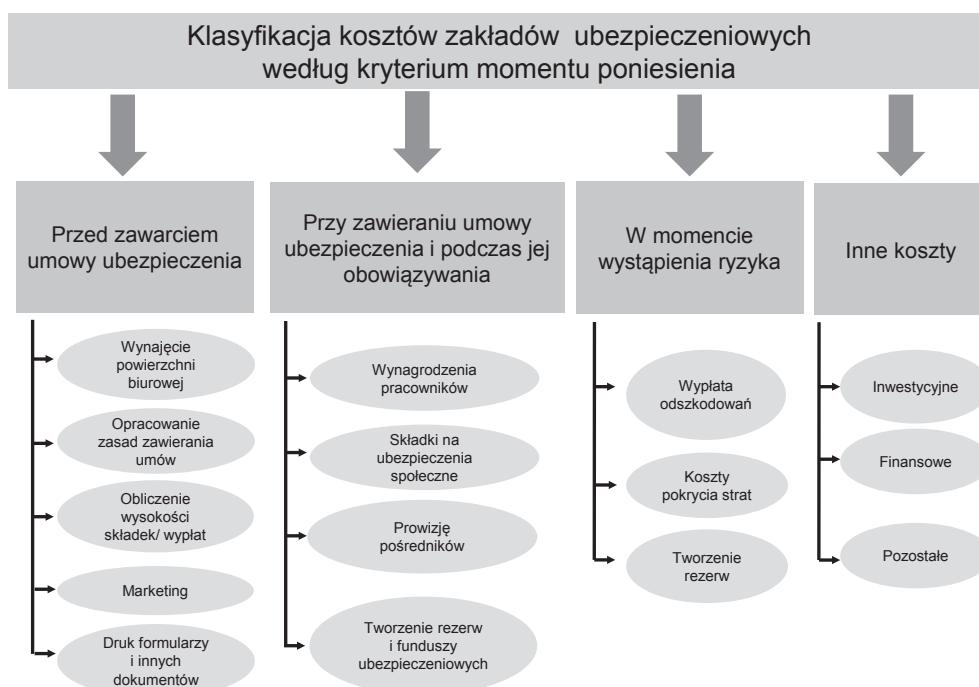 Klasyfikacja kosztów zakładów ubezpieczeniowych
według kryterium momentu poniesienia
Przed zawarciem
umowy ubezpieczenia
Wynajęcie
powierzchni
biurowej
Opracowanie
zasad zawierania
umów
Obliczenie
wysokości
składek/ wypłat
Marketing
Druk formularzy
i innych
dokumentów
Przy zawieraniu umowy
ubezpieczenia i podczas jej
obowiązywania
Wynagrodzenia
pracowników
Składki na
ubezpieczenia
społeczne
Prowizję
pośredników
Tworzenie rezerw
i funduszy
ubezpieczeniowych
W momencie
wystąpienia ryzyka
Wypłata
odszkodowań
Koszty
pokrycia strat
Tworzenie
rezerw
Inne koszty
Inwestycyjne
Finansowe
Pozostałe